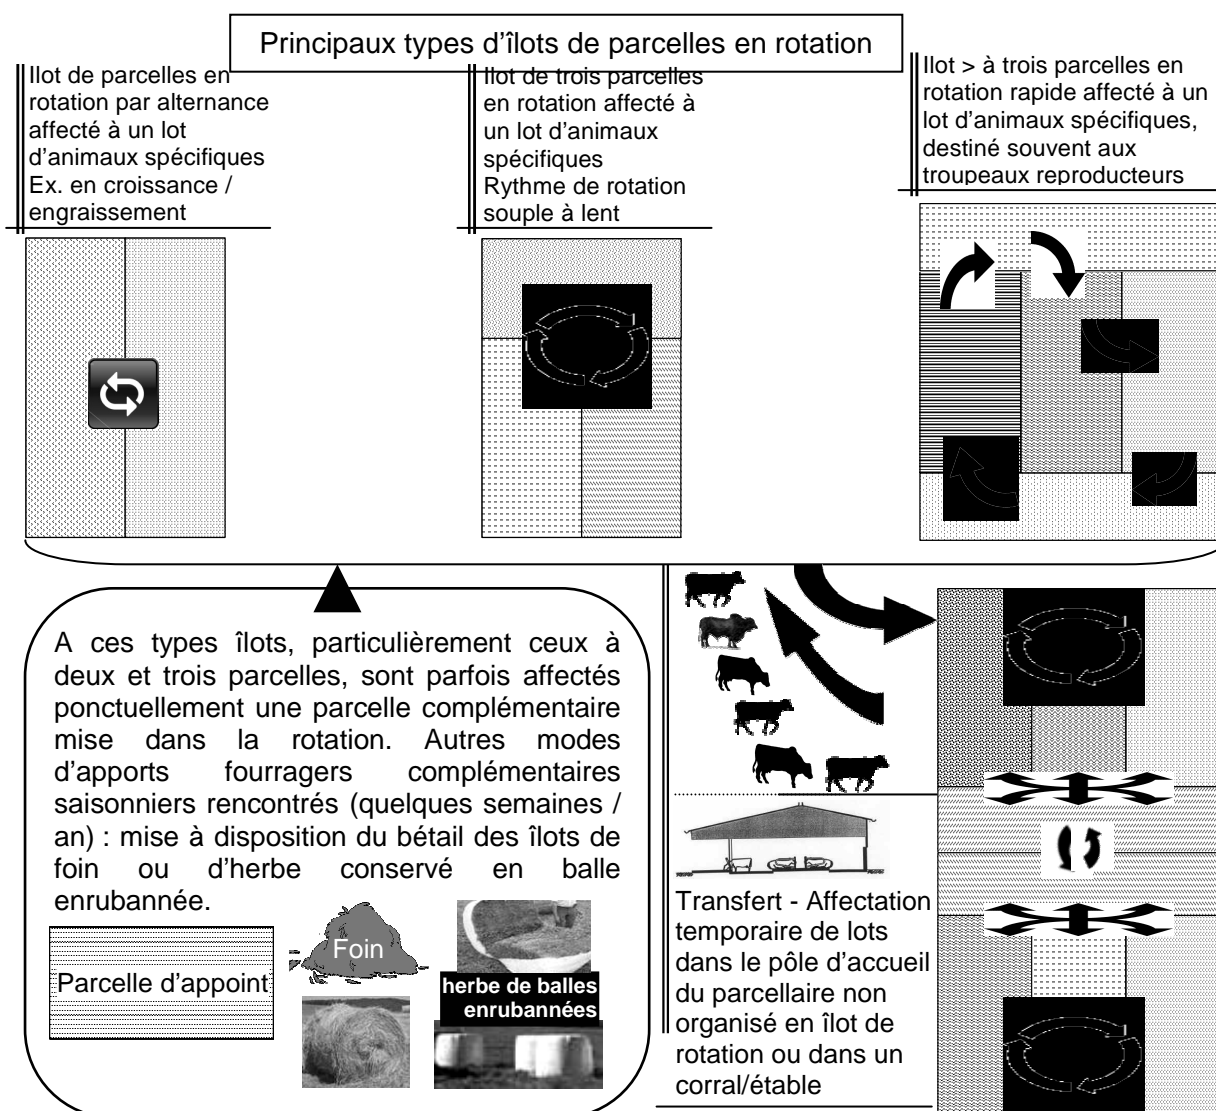 Principaux types d'îlots de parcelles en rotation
Ilot de parcelles en
rotation par alternance
affecté à un lot
d'animaux spécifiques
Ex. en croissance /
engraissement
Ilot de trois parcelles
en rotation affecté à
un lot d'animaux
spécifiques
Rythme de rotation
souple à lent
Ilot > à trois parcelles en
rotation rapide affecté à un
lot d'animaux spécifiques,
destiné souvent aux
troupeaux reproducteurs
A ces types îlots, particulièrement ceux à
deux et trois parcelles, sont parfois affectés
ponctuellement une parcelle complémentaire
mise dans la rotation. Autres modes
d'apports fourragers complémentaires
saisonniers rencontrés (quelques semaines /
an) : mise à disposition du bétail des îlots de
foin ou d'herbe conservé en balle
enrubannée.
Parcelle d'appoint
Foin
herbe de balles
enrubannées
Transfert - Affectation
temporaire de lots
dans le pôle d'accueil
du parcellaire non
organisé en îlot de
rotation ou dans un
corral/étable